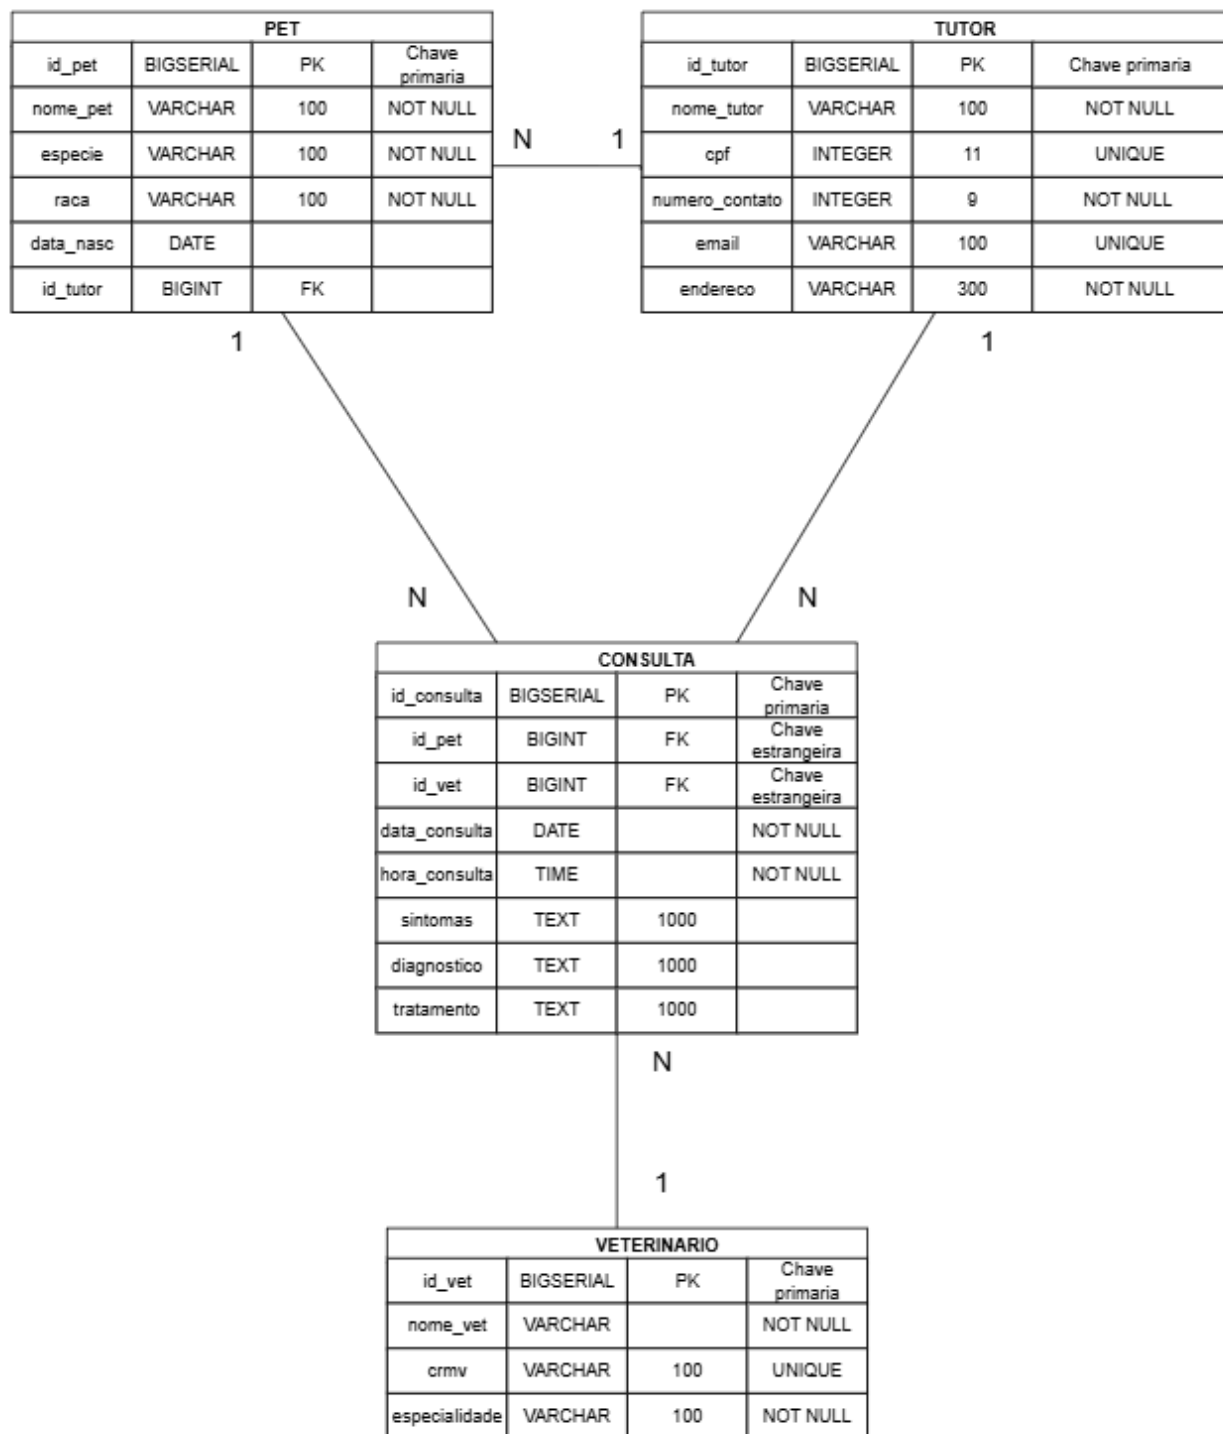 PET
id_pet BIGSERIAL PK Chave primaria
nome_pet VARCHAR 100 NOT NULL
especie VARCHAR 100 NOT NULL
raca VARCHAR 100 NOT NULL
data_nasc DATE
id_tutor BIGINT FK
N 1
TUTOR
id_tutor BIGSERIAL PK Chave primaria
nome_tutor VARCHAR 100 NOT NULL
cpf INTEGER 11 UNIQUE
numero_contato INTEGER 9 NOT NULL
email VARCHAR 100 UNIQUE
endereco VARCHAR 300 NOT NULL
1 1
N N
CONSULTA
id_consulta BIGSERIAL PK Chave primaria
id_pet BIGINT FK Chave estrangeira
id_vet BIGINT FK Chave estrangeira
data_consulta DATE NOT NULL
hora_consulta TIME NOT NULL
sintomas TEXT 1000
diagnostico TEXT 1000
tratamento TEXT 1000
N
1
VETERINARIO
id_vet BIGSERIAL PK Chave primaria
nome_vet VARCHAR NOT NULL
crmv VARCHAR 100 UNIQUE
especialidade VARCHAR 100 NOT NULL